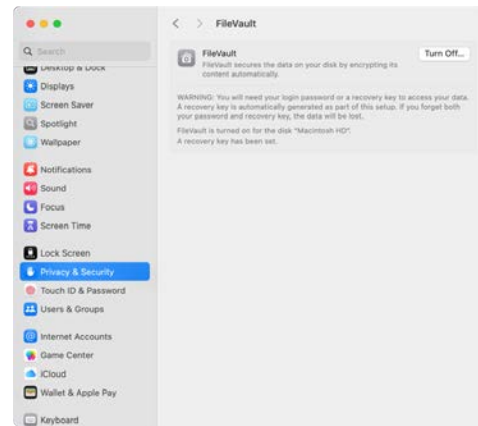 FileVault
Search
Desktop & Dock
Displays
Screen Saver
Spotlight
Wallpaper
Notifications
Sound
Focus
Screen Time
Lock Screen
Privacy & Security
Touch ID & Password
Users & Groups
Internet Accounts
Game Center
iCloud
Wallet & Apple Pay
Keyboard
FileVault
Turn Off...
FileVault secures the data on your disk by encrypting its
content automatically.
WARNING: You will need your login password or a recovery key to access your data.
A recovery key is automatically generated as part of this setup. If you forget both
your password and recovery key, the data will be lost.
FileVault is turned on for the disk "Macintosh HD".
A recovery key has been set.